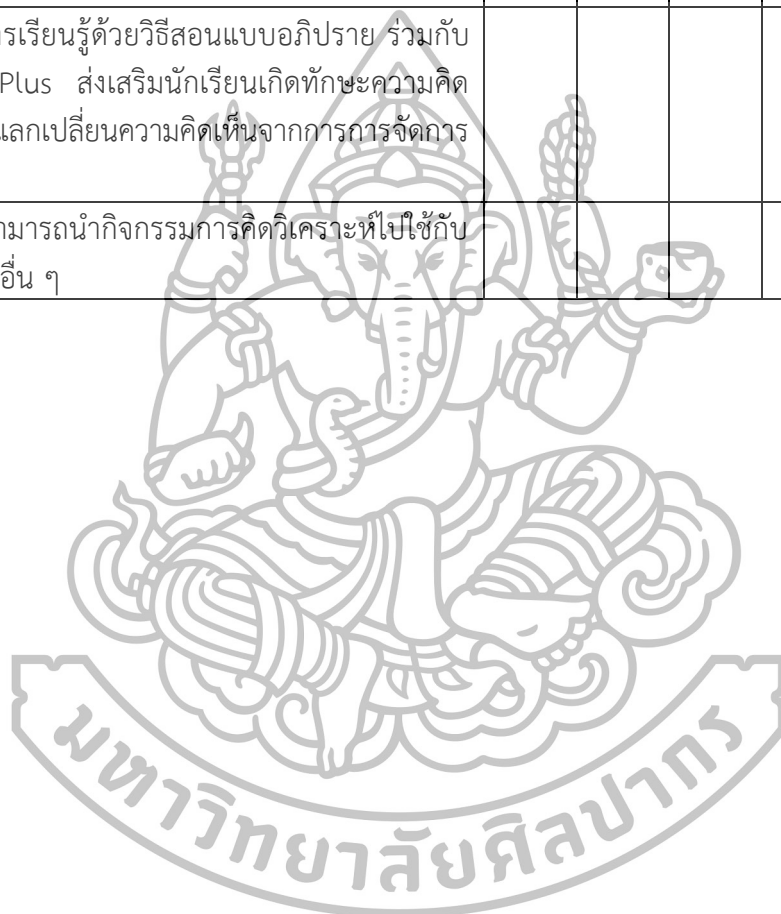 รเรียนรู้ด้วยวิธีสอนแบบอภิปราย ร่วมกับ
Plus ส่งเสริมนักเรียนเกิดทักษะความคิด
แลกเปลี่ยนความคิดเห็นจากการการจัดการ
ามารถนำกิจกรรมการคิดวิเคราะห์ไปใช้กับ
อื่น ๆ
มหาวิทยาลัยศิลปากร